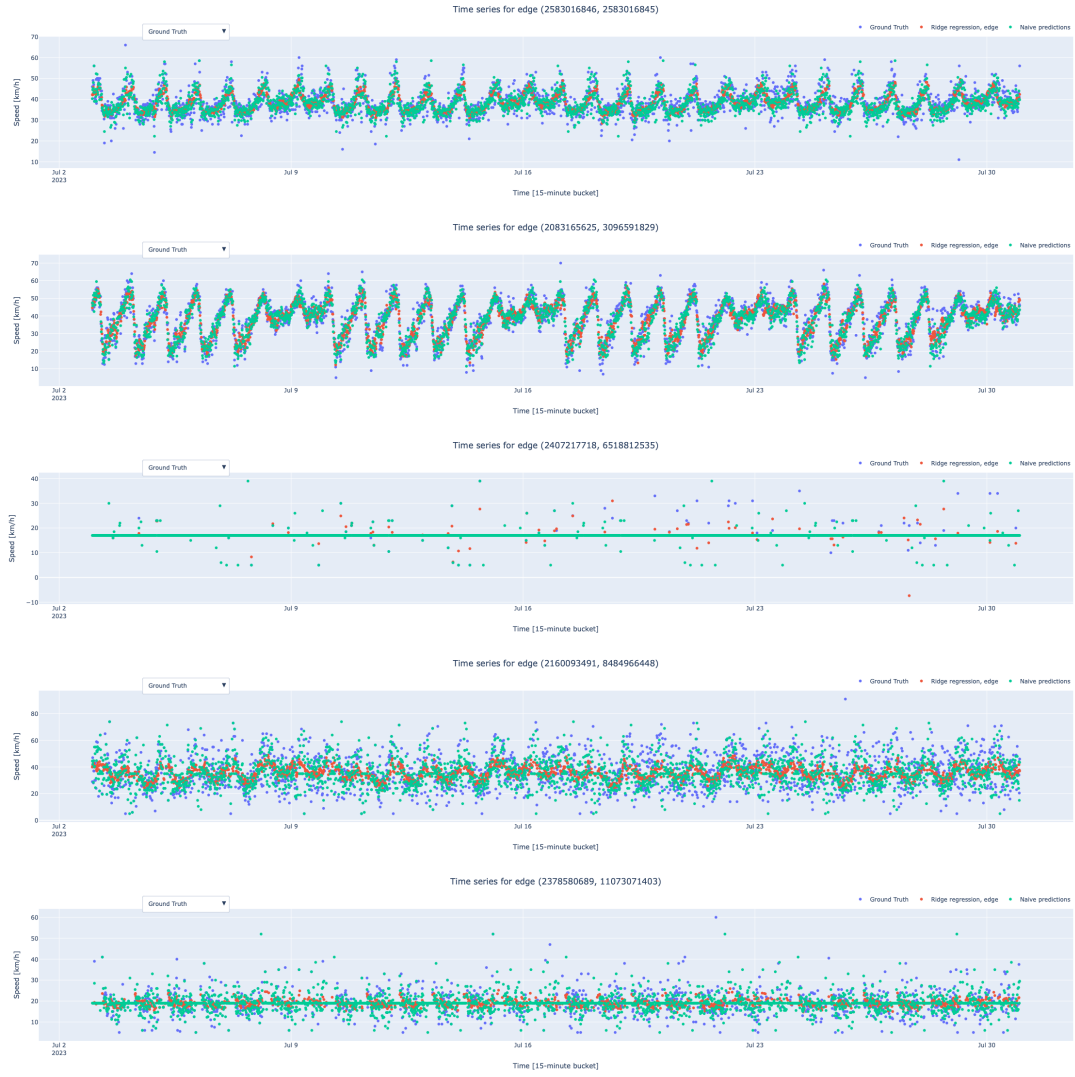 Time series for edge (2583016846, 2583016845)
Ground Truth ▼
Ground Truth Ridge regression, edge Naive predictions
70
60
50
40
30
20
10
Speed [km/h]
Jul 2 Jul 9 Jul 16 Jul 23 Jul 30
2023
Time [15-minute bucket]
Time series for edge (2083165625, 3096591829)
Ground Truth ▼
Ground Truth Ridge regression, edge Naive predictions
70
60
50
40
30
20
10
Speed [km/h]
Jul 2 Jul 9 Jul 16 Jul 23 Jul 30
2023
Time [15-minute bucket]
Time series for edge (2407217718, 6518812535)
Ground Truth ▼
Ground Truth Ridge regression, edge Naive predictions
40
30
20
10
0
−10
Speed [km/h]
Jul 2 Jul 9 Jul 16 Jul 23 Jul 30
2023
Time [15-minute bucket]
Time series for edge (2160093491, 8484966448)
Ground Truth ▼
Ground Truth Ridge regression, edge Naive predictions
80
60
40
20
0
Speed [km/h]
Jul 2 Jul 9 Jul 16 Jul 23 Jul 30
2023
Time [15-minute bucket]
Time series for edge (2378580689, 11073071403)
Ground Truth ▼
Ground Truth Ridge regression, edge Naive predictions
60
50
40
30
20
10
Speed [km/h]
Jul 2 Jul 9 Jul 16 Jul 23 Jul 30
2023
Time [15-minute bucket]